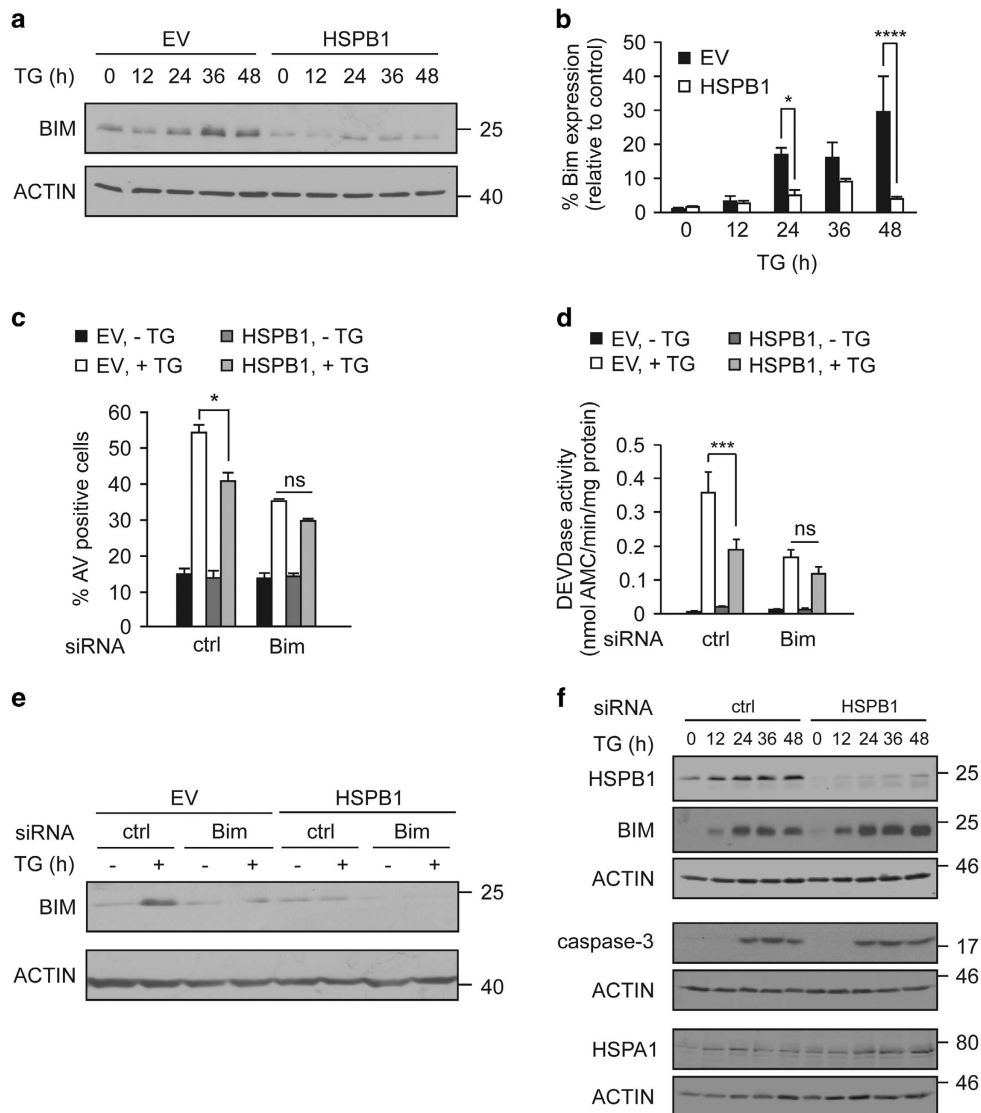 a
EV HSPB1
TG (h) 0 12 24 36 48 0 12 24 36 48
BIM 25
ACTIN 40
b
% Bim expression
(relative to control)
50
40
30
20
10
0
EV
HSPB1
* ****
0 12 24 36 48
TG (h)
c
EV, - TG HSPB1, - TG
EV, + TG HSPB1, + TG
% AV positive cells
60
50
40
30
20
10
0
* ns
siRNA ctrl Bim
d
EV, - TG HSPB1, - TG
EV, + TG HSPB1, + TG
DEVDase activity
(nmol AMC/min/mg protein)
0.5
0.4
0.3
0.2
0.1
0
*** ns
siRNA ctrl Bim
e
EV HSPB1
siRNA ctrl Bim ctrl Bim
TG (h) - + - + - + - +
BIM 25
ACTIN 40
f
siRNA ctrl HSPB1
TG (h) 0 12 24 36 48 0 12 24 36 48
HSPB1 25
BIM 25
ACTIN 46
caspase-3 17
ACTIN 46
HSPA1 80
ACTIN 46